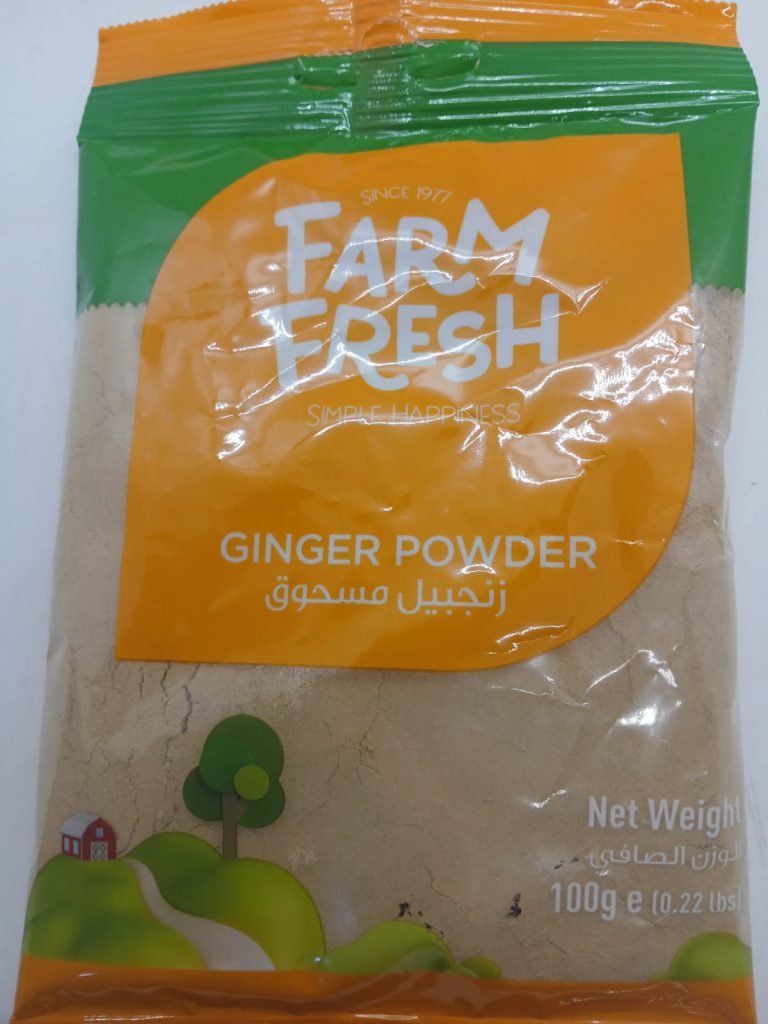 SINCE 1977
FARM
FRESH
SIMPLE HAPPINESS
GINGER POWDER
زنجبيل مسحوق
Net Weight
الوزن الصافي
100g e (0.22 lbs)